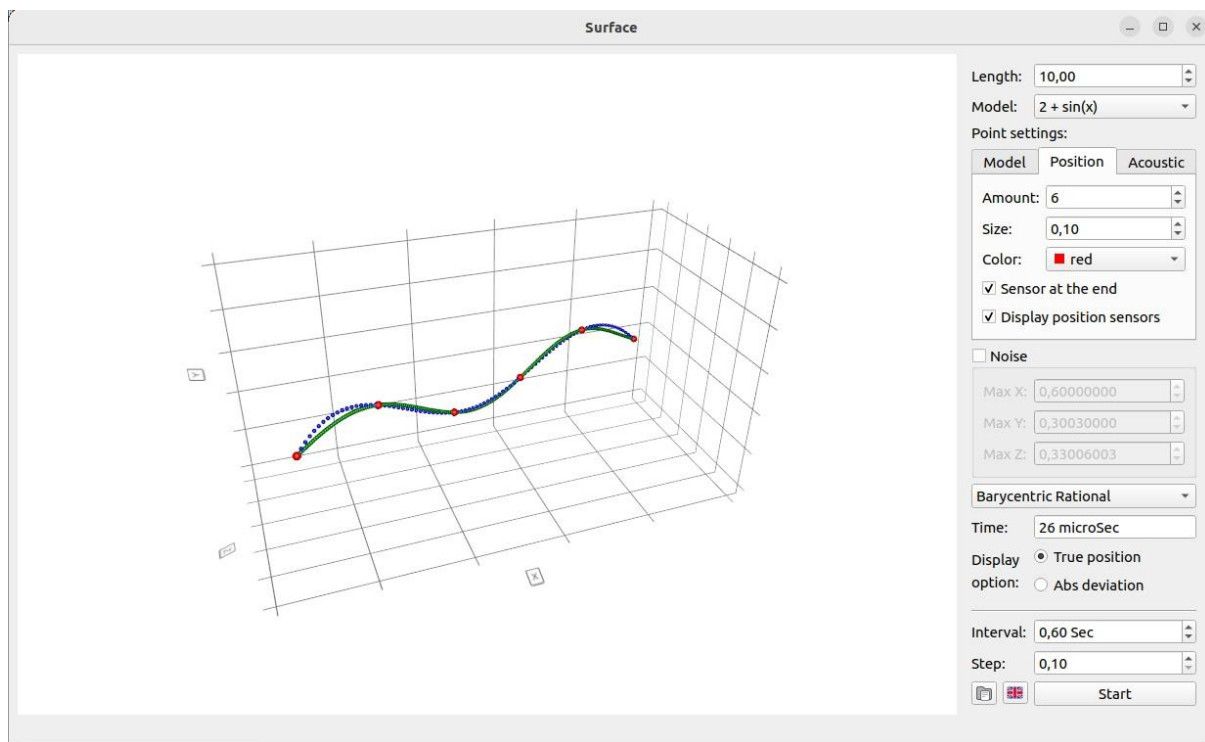 Surface
Length: 10,00
Model: 2 + sin(x)
Point settings:
Model Position Acoustic
Amount: 6
Size: 0,10
Color: red
Sensor at the end
Display position sensors
Noise
Max X: 0,60000000
Max Y: 0,30030000
Max Z: 0,33006003
Barycentric Rational
Time: 26 microSec
Display option: True position
Abs deviation
Interval: 0,60 Sec
Step: 0,10
Start
Y
Z
X